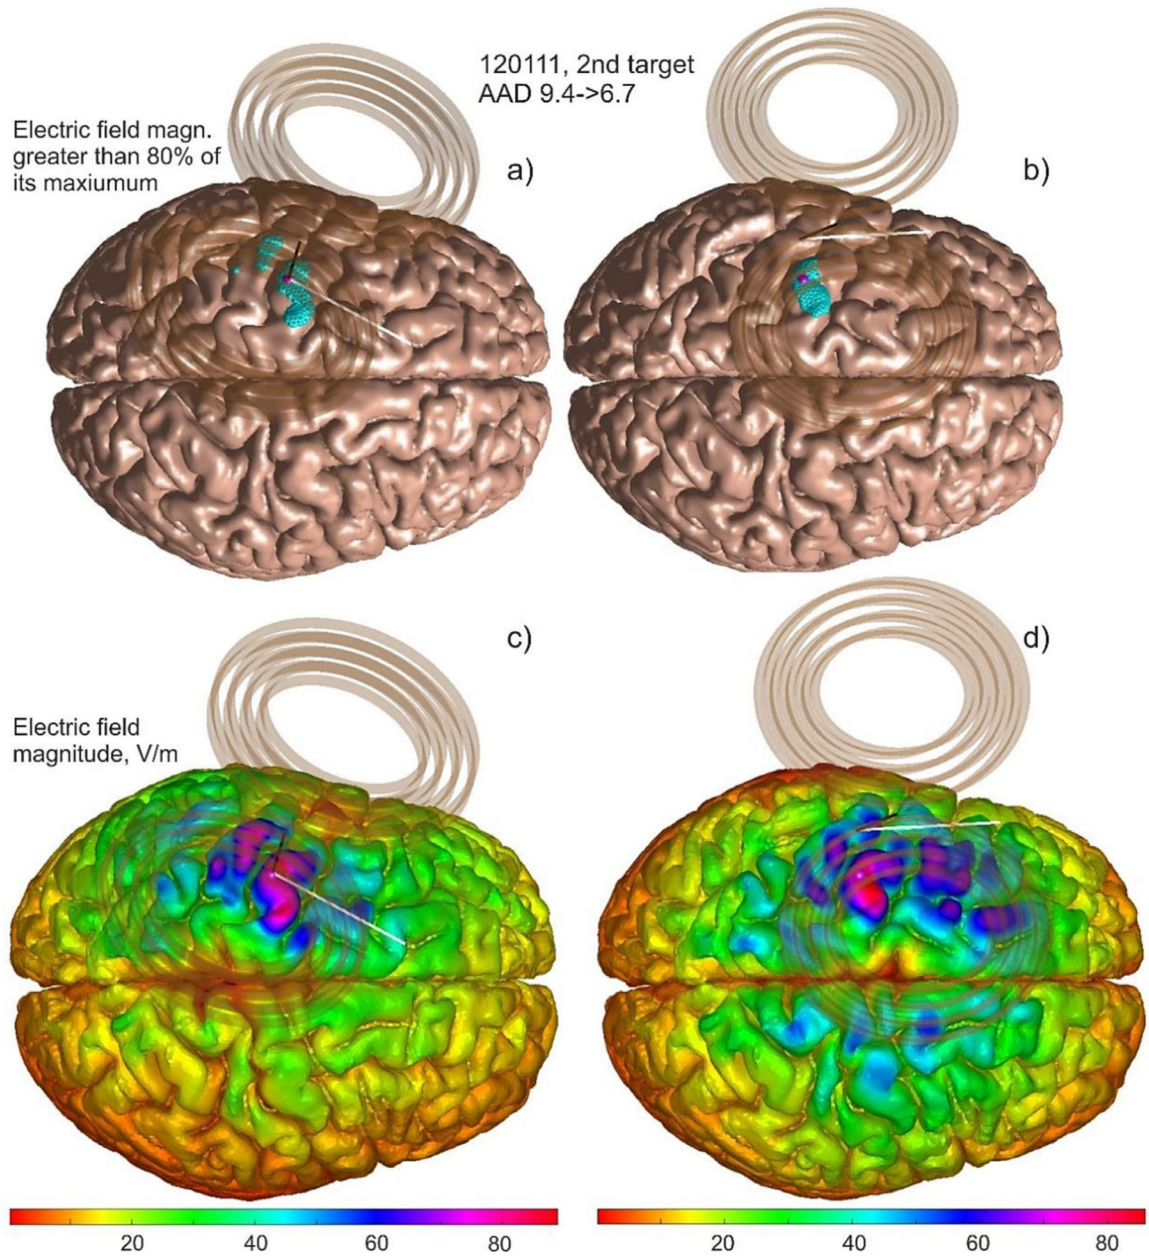 120111, 2nd target
AAD 9.4->6.7
Electric field magn.
greater than 80% of
its maxiumum
a)
b)
c)
d)
Electric field
magnitude, V/m
20 40 60 80
20 40 60 80